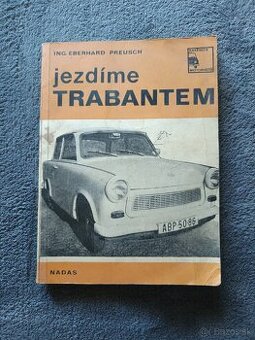 ING. EBERHARD PREUSCH
jezdíme
TRABANTEM
ABP 50-86
NADAS